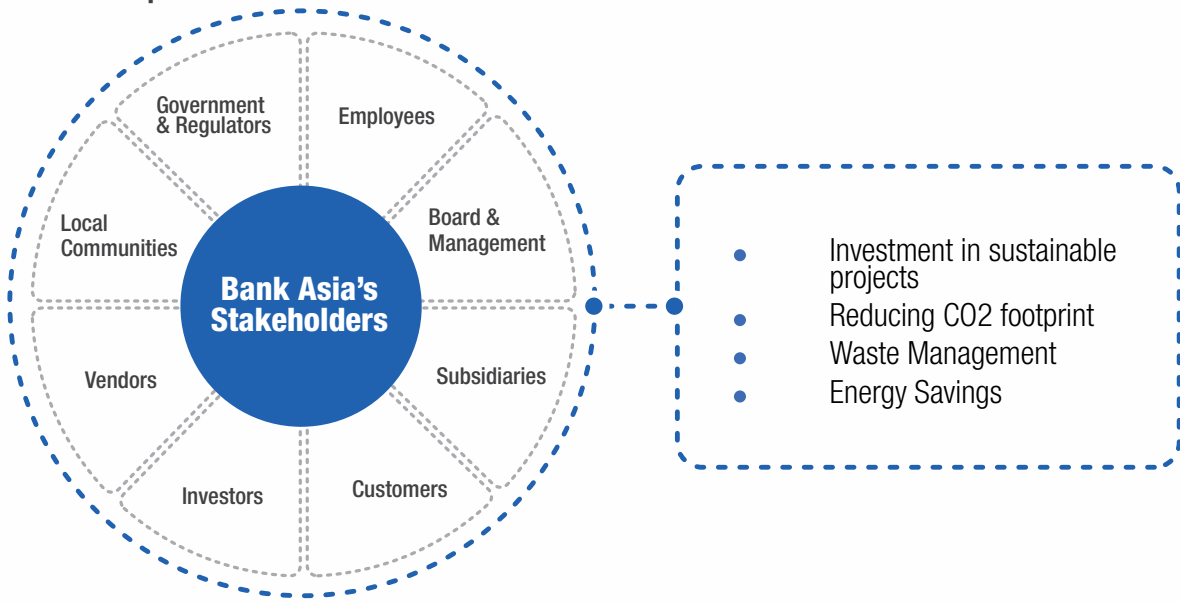 Government
& Regulators
Employees
Local
Communities
Board &
Management
Bank Asia's
Stakeholders
Vendors
Subsidiaries
Investors
Customers
Investment in sustainable
projects
Reducing CO2 footprint
Waste Management
Energy Savings